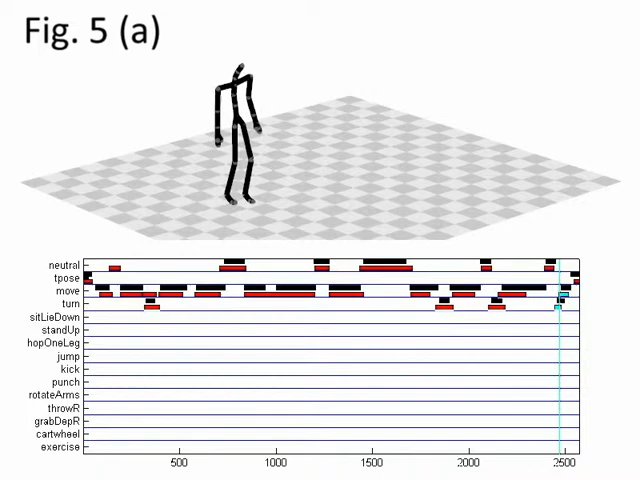 Fig. 5 (a)
neutral
tpose
move
turn
sitLieDown
standUp
hopOneLeg
jump
kick
punch
rotateArms
throwR
grabDepR
cartwheel
exercise
500 1000 1500 2000 2500